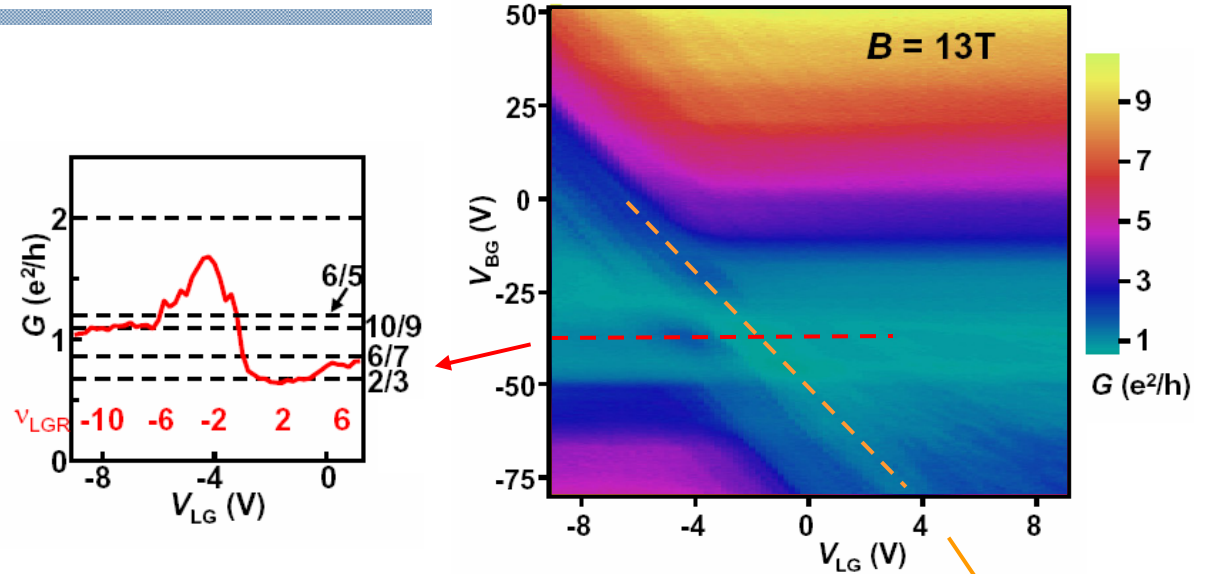 2
1
0
G (e²/h)
6/5
10/9
6/7
2/3
νLGR -10 -6 -2 2 6
-8 -4 0
VLG (V)
B = 13T
50
25
0
-25
-50
-75
VBG (V)
-8 -4 0 4 8
VLG (V)
9
7
5
3
1
G (e²/h)